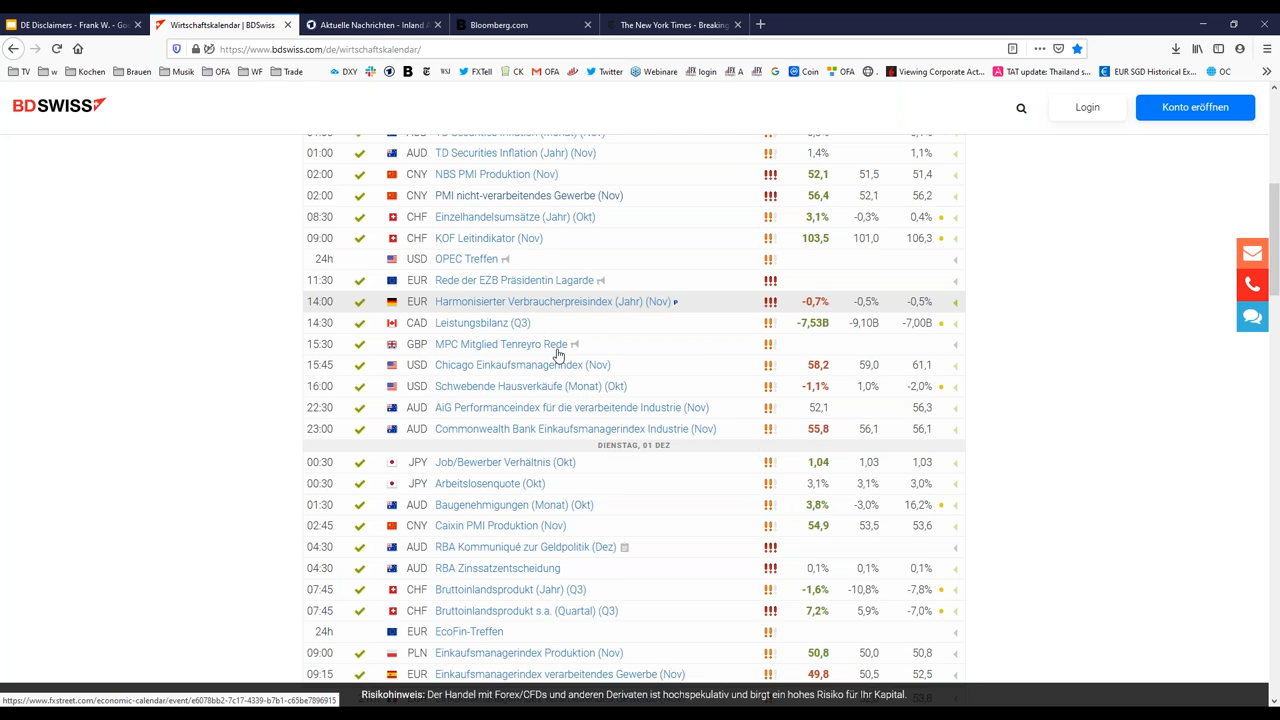 DE Disclaimers - Frank W. - Go
Wirtschaftskalender | BDSwiss
Aktuelle Nachrichten - Inland A
Bloomberg.com
The New York Times - Breaking
https://www.bdswiss.com/de/wirtschaftskalender/
TV w Kochen Brauen Musik OFA WF Trade DXY WSJ FXTell CK OFA Twitter Webinare login A Coin OFA Viewing Corporate Act... TAT update: Thailand s... EUR SGD Historical Ex... OC
BDSWISS
Login
Konto eröffnen
01:00 AUD TD Securities Inflation (Jahr) (Nov) 1,4% 1,1%
02:00 CNY NBS PMI Produktion (Nov) 52,1 51,5 51,4
02:00 CNY PMI nicht-verarbeitendes Gewerbe (Nov) 56,4 52,1 56,2
08:30 CHF Einzelhandelsumsätze (Jahr) (Okt) 3,1% -0,3% 0,4%
09:00 CHF KOF Leitindikator (Nov) 103,5 101,0 106,3
24h USD OPEC Treffen
11:30 EUR Rede der EZB Präsidentin Lagarde
14:00 EUR Harmonisierter Verbraucherpreisindex (Jahr) (Nov) P -0,7% -0,5% -0,5%
14:30 CAD Leistungsbilanz (Q3) -7,53B -9,10B -7,00B
15:30 GBP MPC Mitglied Tenreyro Rede
15:45 USD Chicago Einkaufsmanagerindex (Nov) 58,2 59,0 61,1
16:00 USD Schwebende Hausverkäufe (Monat) (Okt) -1,1% 1,0% -2,0%
22:30 AUD AiG Performanceindex für die verarbeitende Industrie (Nov) 52,1 56,3
23:00 AUD Commonwealth Bank Einkaufsmanagerindex Industrie (Nov) 55,8 56,1 56,1
DIENSTAG, 01 DEZ
00:30 JPY Job/Bewerber Verhältnis (Okt) 1,04 1,03 1,03
00:30 JPY Arbeitslosenquote (Okt) 3,1% 3,1% 3,0%
01:30 AUD Baugenehmigungen (Monat) (Okt) 3,8% -3,0% 16,2%
02:45 CNY Caixin PMI Produktion (Nov) 54,9 53,5 53,6
04:30 AUD RBA Kommuniqué zur Geldpolitik (Dez)
04:30 AUD RBA Zinssatzentscheidung 0,1% 0,1% 0,1%
07:45 CHF Bruttoinlandsprodukt (Jahr) (Q3) -1,6% -10,8% -7,8%
07:45 CHF Bruttoinlandsprodukt s.a. (Quartal) (Q3) 7,2% 5,9% -7,0%
24h EUR EcoFin-Treffen
09:00 PLN Einkaufsmanagerindex Produktion (Nov) 50,8 50,0 50,8
09:15 EUR Einkaufsmanagerindex verarbeitendes Gewerbe (Nov) 49,8 50,5 52,5
Risikohinweis: Der Handel mit Forex/CFDs und anderen Derivaten ist hochspekulativ und birgt ein hohes Risiko für Ihr Kapital.
https://www.fxstreet.com/economic-calendar/event/e6078bb2-7c17-4339-b7b1-c65be7896915